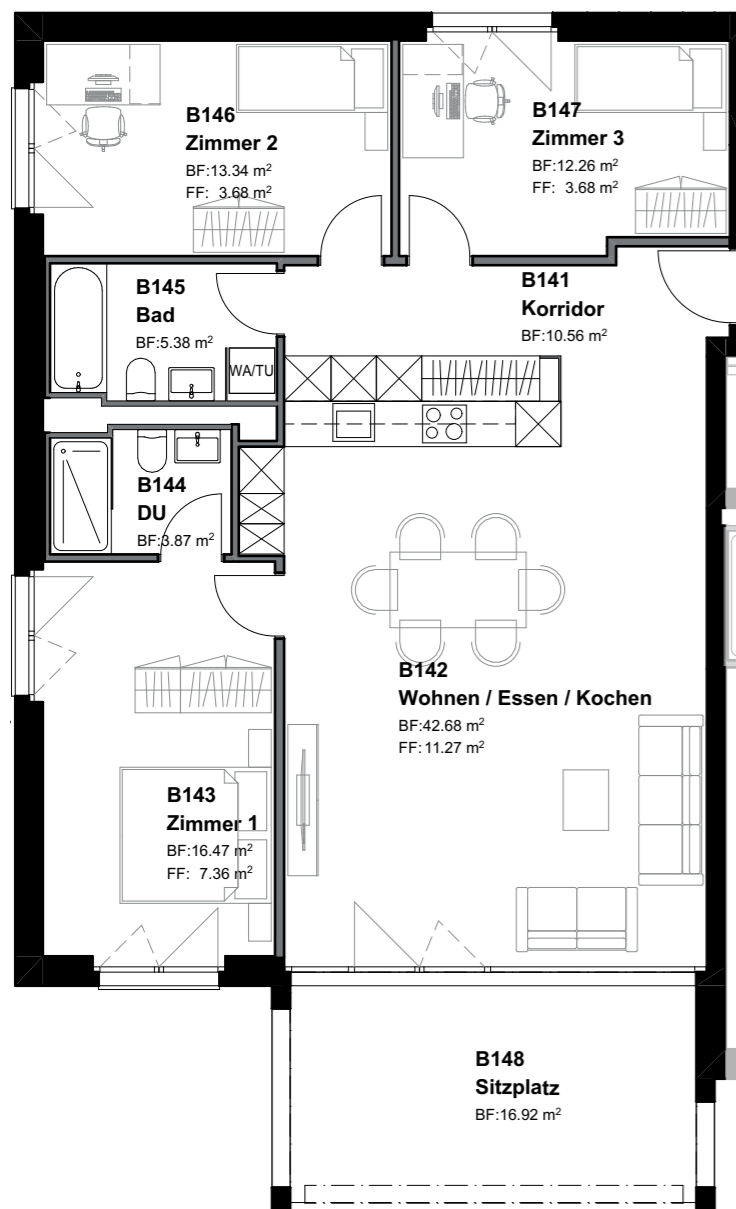 B146
Zimmer 2
BF:13.34 m²
FF: 3.68 m²
B147
Zimmer 3
BF:12.26 m²
FF: 3.68 m²
B145
Bad
BF:5.38 m²
WA/TU
B141
Korridor
BF:10.56 m²
B144
DU
BF:3.87 m²
B142
Wohnen / Essen / Kochen
BF:42.68 m²
FF:11.27 m²
B143
Zimmer 1
BF:16.47 m²
FF: 7.36 m²
B148
Sitzplatz
BF:16.92 m²